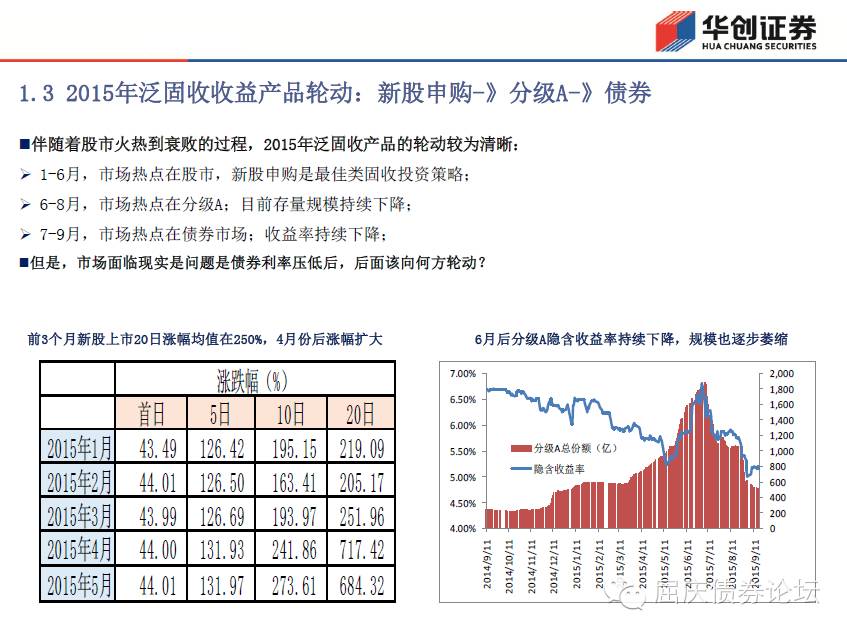 华创证券
HUA CHUANG SECURITIES
1.3 2015年泛固收收益产品轮动：新股申购-》分级A-》债券
■伴随着股市火热到衰败的过程，2015年泛固收产品的轮动较为清晰：
➢ 1-6月，市场热点在股市，新股申购是最佳类固收投资策略；
➢ 6-8月，市场热点在分级A；目前存量规模持续下降；
➢ 7-9月，市场热点在债券市场；收益率持续下降；
■但是，市场面临现实是问题是债券利率压低后，后面该向何方轮动？
前3个月新股上市20日涨幅均值在250%，4月份后涨幅扩大
涨跌幅（%）
首日 5日 10日 20日
2015年1月 43.49 126.42 195.15 219.09
2015年2月 44.01 126.50 163.41 205.17
2015年3月 43.99 126.69 193.97 251.96
2015年4月 44.00 131.93 241.86 717.42
2015年5月 44.01 131.97 273.61 684.32
6月后分级A隐含收益率持续下降，规模也逐步萎缩
7.00% 2,000
6.50% 1,800
6.00% 1,600
5.50% 1,400
5.00% 1,200
4.50% 1,000
4.00% 800
600
400
200
0
分级A总份额（亿）
隐含收益率
2014/9/11
2014/10/11
2014/11/11
2014/12/11
2015/1/11
2015/2/11
2015/3/11
2015/4/11
2015/5/11
2015/6/11
2015/7/11
2015/8/11
2015/9/11
屈庆债券论坛